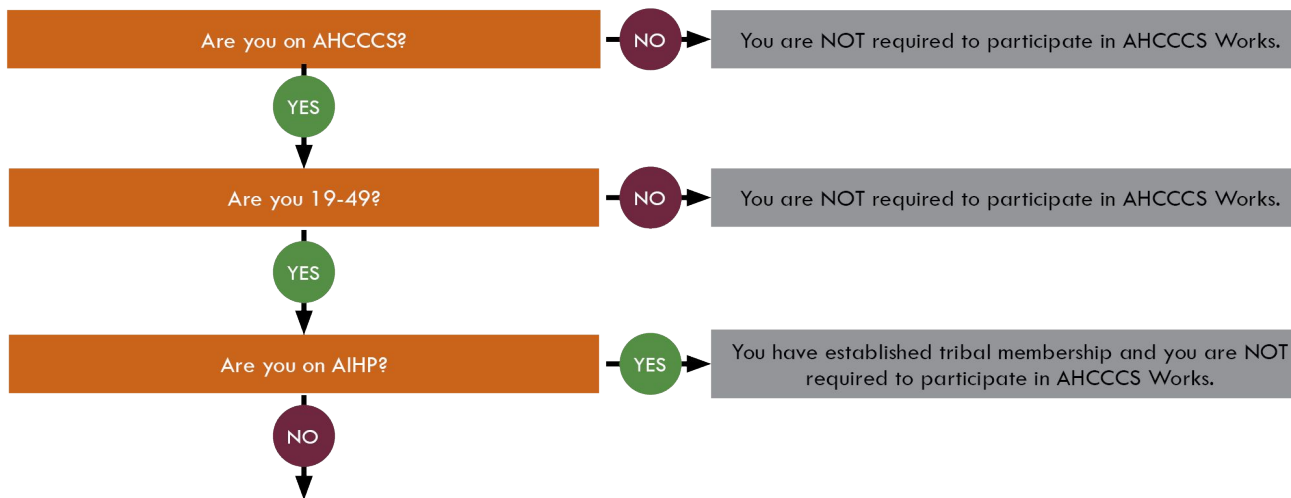 Are you on AHCCCS?
NO
You are NOT required to participate in AHCCCS Works.
YES
Are you 19-49?
NO
You are NOT required to participate in AHCCCS Works.
YES
Are you on AIHP?
YES
You have established tribal membership and you are NOT
required to participate in AHCCCS Works.
NO